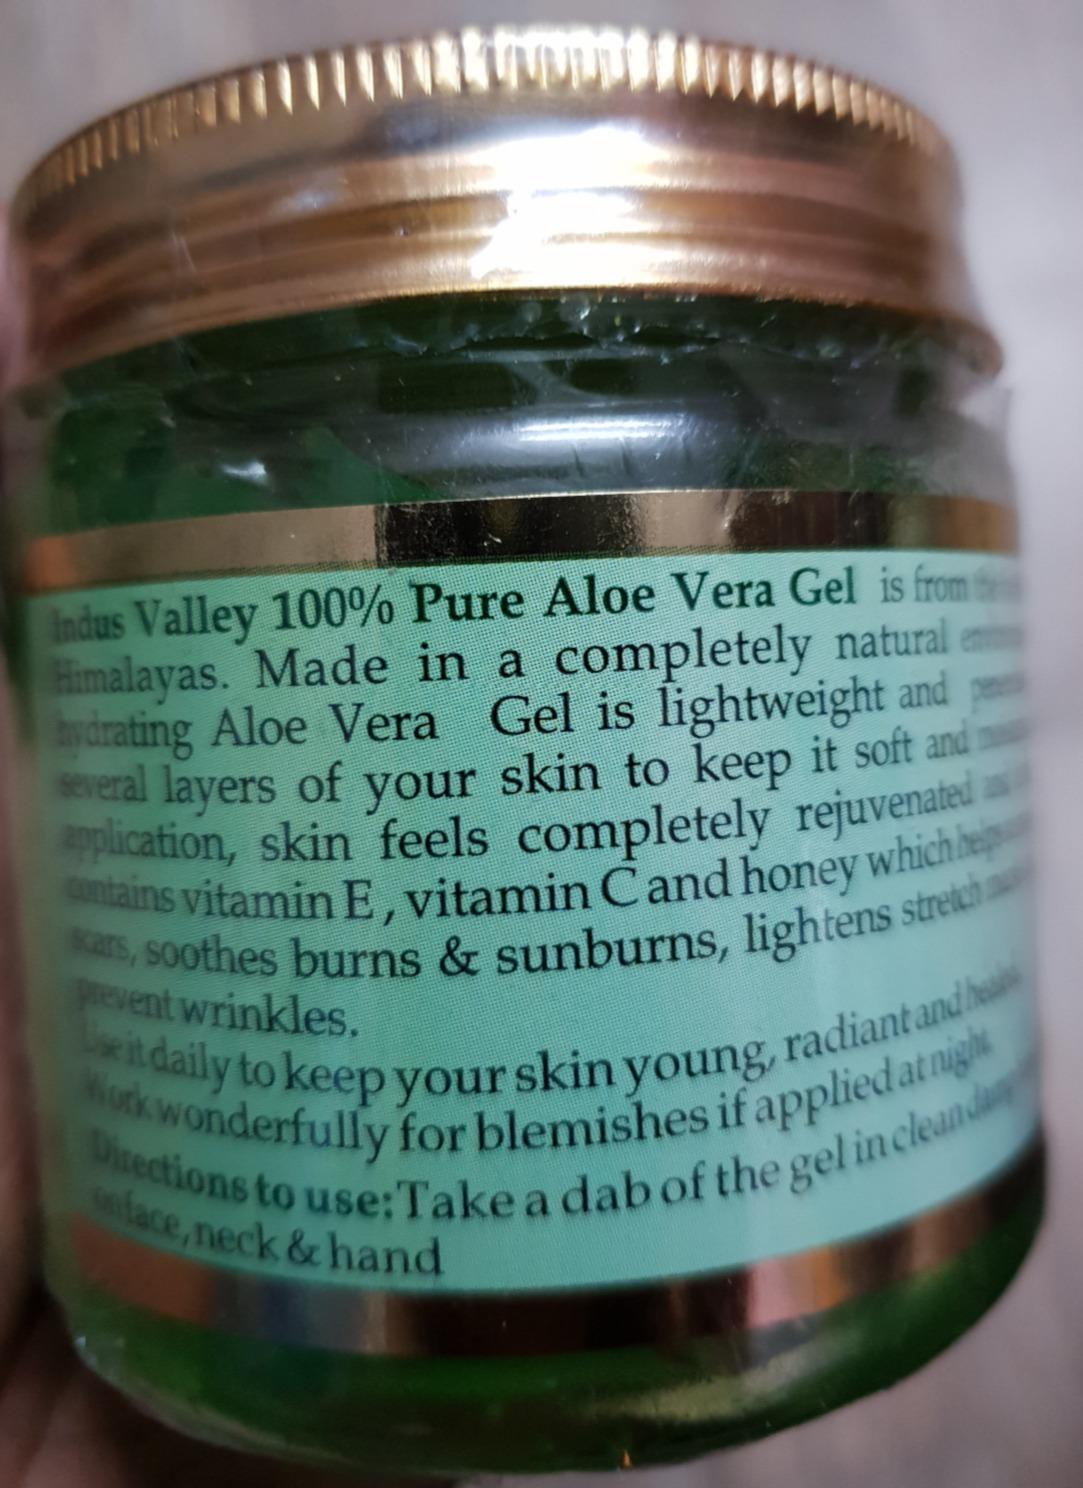 Indus Valley 100% Pure Aloe Vera Gel is from the
Himalayas. Made in a completely natural
hydrating Aloe Vera Gel is lightweight and
several layers of your skin to keep it soft and
application, skin feels completely rejuvenated and
contains vitamin E , vitamin C and honey which helps
scars, soothes burns & sunburns, lightens stretch
prevent wrinkles.
Use it daily to keep your skin young, radiant and
Work wonderfully for blemishes if applied at night.
Directions to use: Take a dab of the gel in clean
on face, neck & hand